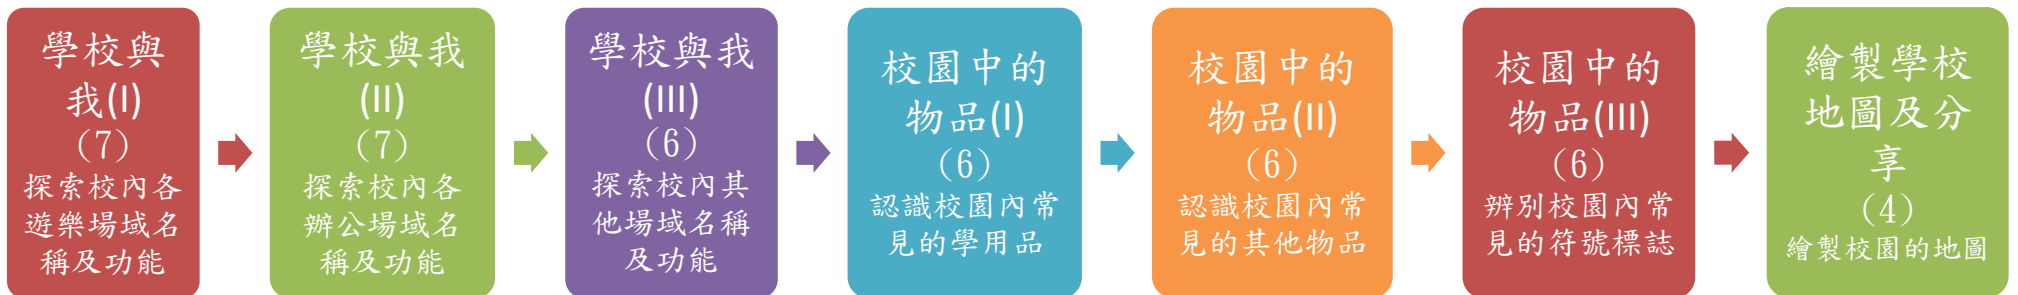 學校與
我(I)
(7)
探索校內各
遊樂場域名
稱及功能
學校與我
(II)
(7)
探索校內各
辦公場域名
稱及功能
學校與我
(III)
(6)
探索校內其
他場域名稱
及功能
校園中的
物品(I)
(6)
認識校園內常
見的學用品
校園中的
物品(II)
(6)
認識校園內常
見的其他物品
校園中的
物品(III)
(6)
辨別校園內常
見的符號標誌
繪製學校
地圖及分
享
(4)
繪製校園的地圖